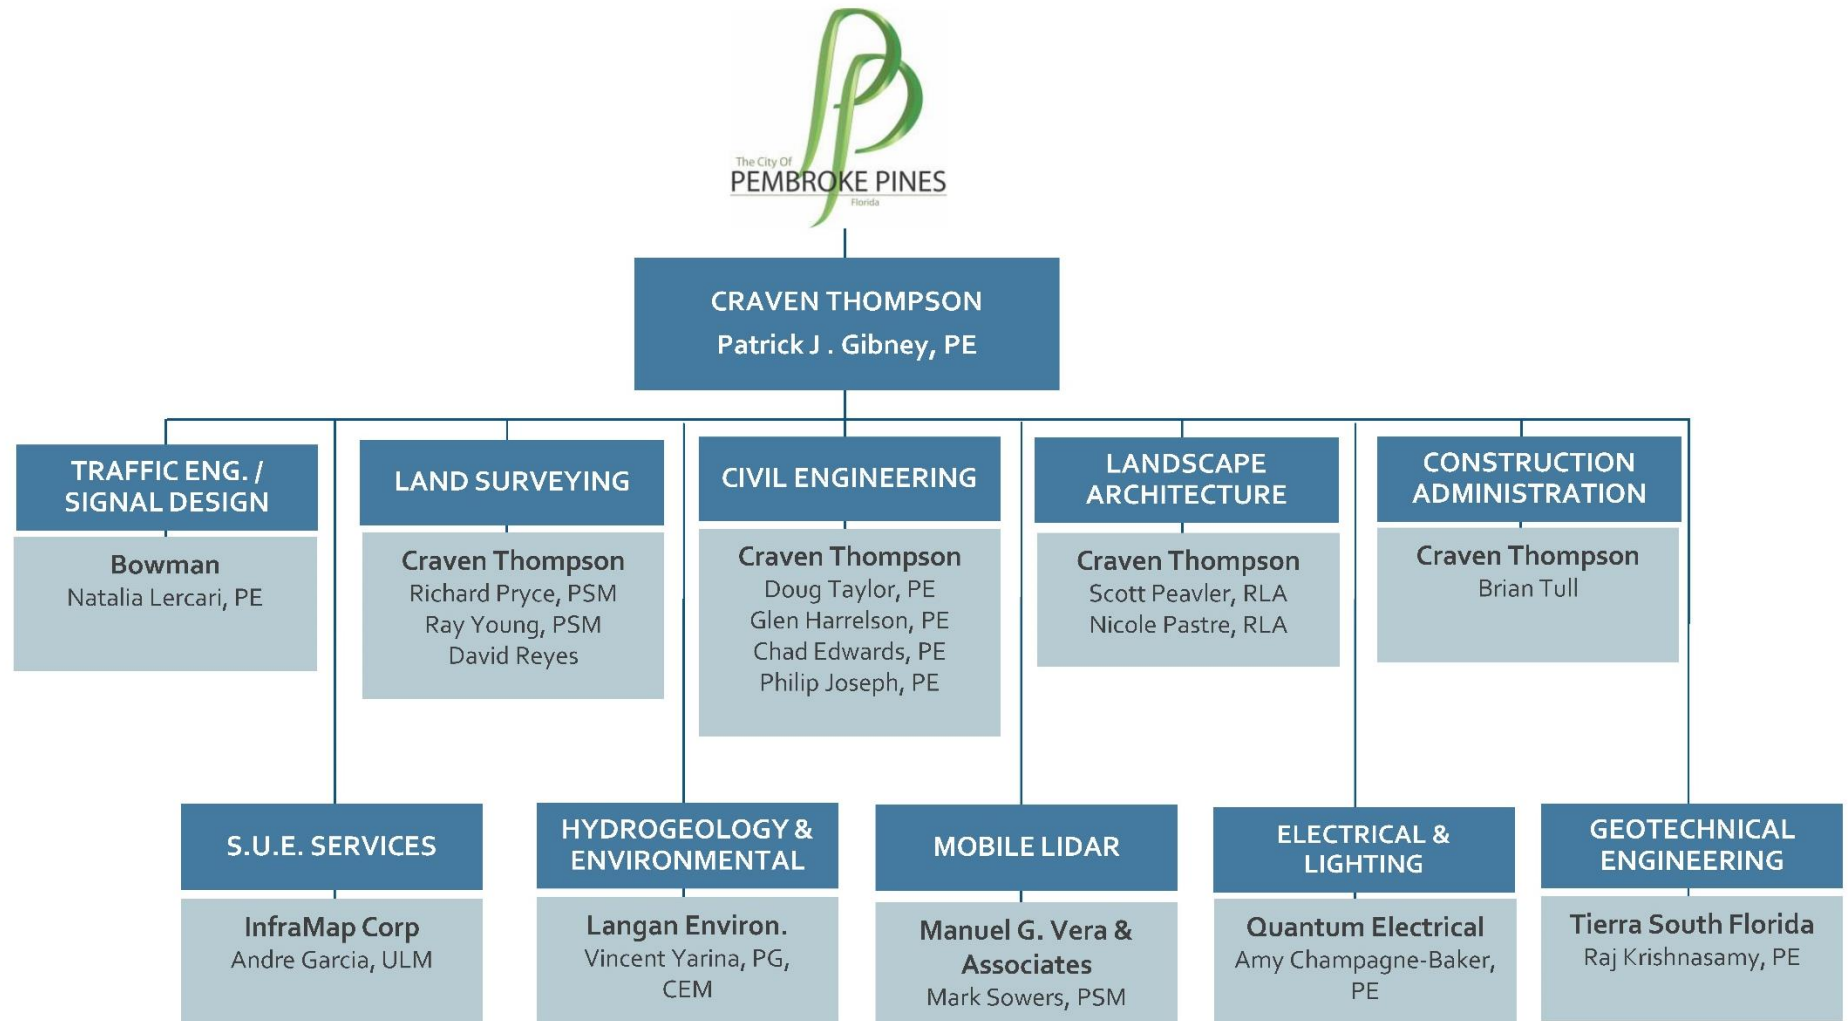 The City Of
PEMBROKE PINES
Florida
CRAVEN THOMPSON
Patrick J . Gibney, PE
TRAFFIC ENG. /
SIGNAL DESIGN
Bowman
Natalia Lercari, PE
LAND SURVEYING
Craven Thompson
Richard Pryce, PSM
Ray Young, PSM
David Reyes
CIVIL ENGINEERING
Craven Thompson
Doug Taylor, PE
Glen Harrelson, PE
Chad Edwards, PE
Philip Joseph, PE
LANDSCAPE
ARCHITECTURE
Craven Thompson
Scott Peavler, RLA
Nicole Pastre, RLA
CONSTRUCTION
ADMINISTRATION
Craven Thompson
Brian Tull
S.U.E. SERVICES
InfraMap Corp
Andre Garcia, ULM
HYDROGEOLOGY &
ENVIRONMENTAL
Langan Environ.
Vincent Yarina, PG,
CEM
MOBILE LIDAR
Manuel G. Vera &
Associates
Mark Sowers, PSM
ELECTRICAL &
LIGHTING
Quantum Electrical
Amy Champagne-Baker,
PE
GEOTECHNICAL
ENGINEERING
Tierra South Florida
Raj Krishnasamy, PE